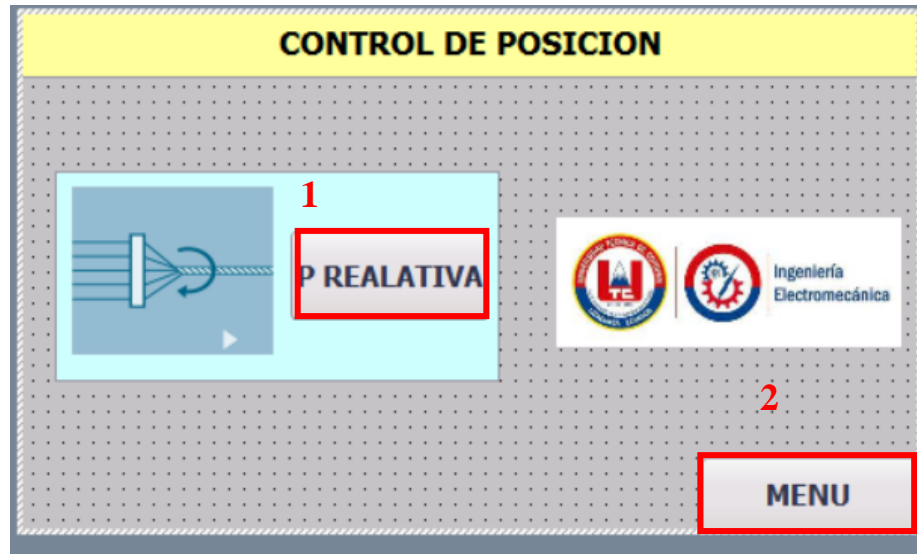 CONTROL DE POSICION
1
P REALATIVA
Ingeniería
Electromecánica
2
MENU